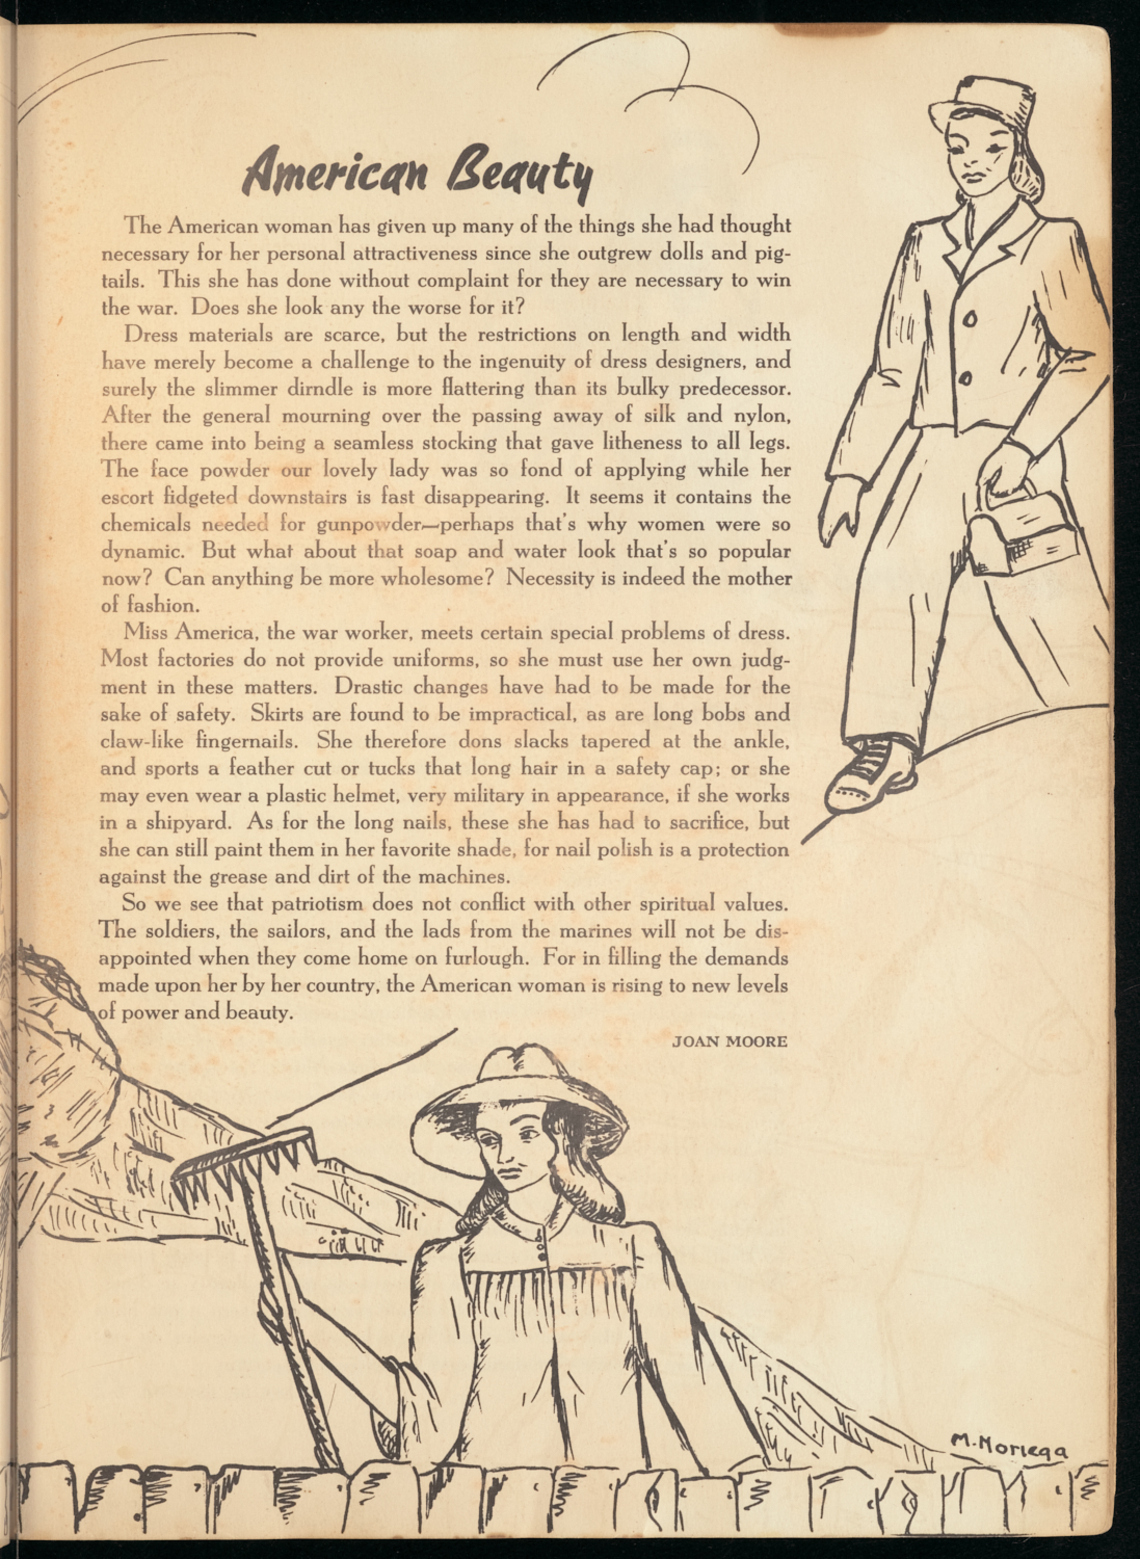 American Beauty
The American woman has given up many of the things she had thought
necessary for her personal attractiveness since she outgrew dolls and pig-
tails. This she has done without complaint for they are necessary to win
the war. Does she look any the worse for it?
Dress materials are scarce, but the restrictions on length and width
have merely become a challenge to the ingenuity of dress designers, and
surely the slimmer dirndle is more flattering than its bulky predecessor.
After the general mourning over the passing away of silk and nylon,
there came into being a seamless stocking that gave litheness to all legs.
The face powder our lovely lady was so fond of applying while her
escort fidgeted downstairs is fast disappearing. It seems it contains the
chemicals needed for gunpowder—perhaps that's why women were so
dynamic. But what about that soap and water look that's so popular
now? Can anything be more wholesome? Necessity is indeed the mother
of fashion.
Miss America, the war worker, meets certain special problems of dress.
Most factories do not provide uniforms, so she must use her own judg-
ment in these matters. Drastic changes have had to be made for the
sake of safety. Skirts are found to be impractical, as are long bobs and
claw-like fingernails. She therefore dons slacks tapered at the ankle,
and sports a feather cut or tucks that long hair in a safety cap; or she
may even wear a plastic helmet, very military in appearance, if she works
in a shipyard. As for the long nails, these she has had to sacrifice, but
she can still paint them in her favorite shade, for nail polish is a protection
against the grease and dirt of the machines.
So we see that patriotism does not conflict with other spiritual values.
The soldiers, the sailors, and the lads from the marines will not be dis-
appointed when they come home on furlough. For in filling the demands
made upon her by her country, the American woman is rising to new levels
of power and beauty.
JOAN MOORE
M. Noriega